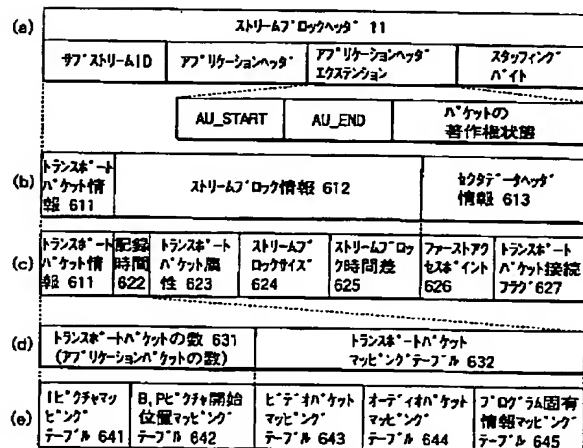 (a)
ストリームブロックヘッダ 11
サブストリームID
アプリケーションヘッダ
アプリケーションヘッダ
エクステンション
スタッフィング
バイト
AU_START
AU_END
パケットの
著作権状態
(b)
トランスポート
パケット情
報 611
ストリームブロック情報 612
セクタデータヘッダ
情報 613
(c)
トランスポート
パケット情
報 611
記録
時間
622
トランスポート
パケット属
性 623
ストリームブ
ロックサイズ
624
ストリームブロッ
ク時間差
625
ファーストアク
セスポイント
626
トランスポート
パケット接続
フラグ 627
(d)
トランスポートパケットの数 631
(アプリケーションパケットの数)
トランスポートパケット
マッピングテーブル 632
(e)
Iピクチャマッ
ピング
テーブル 641
B,Pピクチャ開始
位置マッピング
テーブル 642
ビデオパケット
マッピング
テーブル 643
オーディオパケット
マッピング
テーブル 644
プログラム固有
情報マッピング
テーブル 645